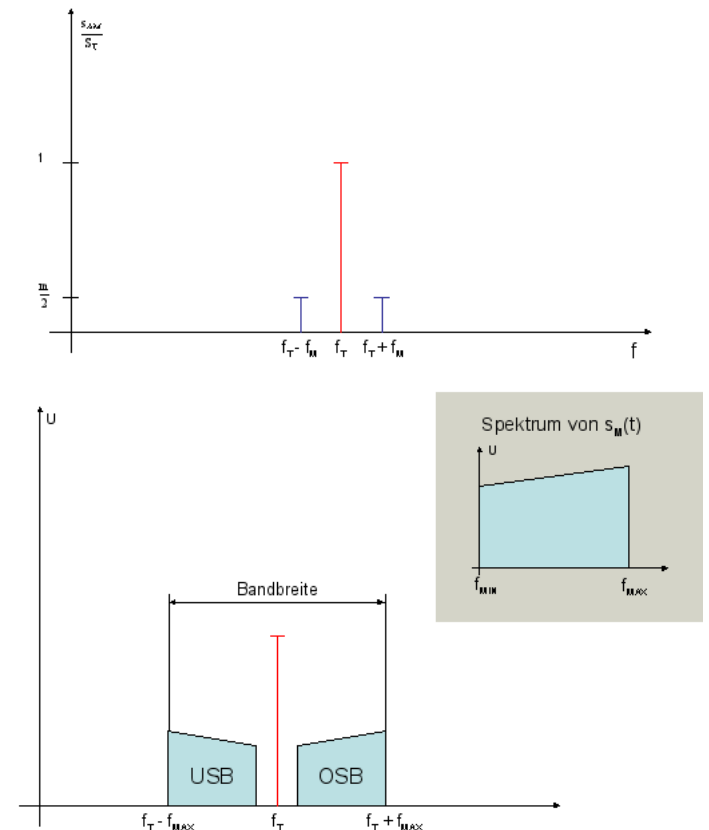 s_AM
S_T
1
m
2
f_T - f_M f_T f_T + f_M
f
U
Spektrum von s_M(t)
U
f_MIN f_MAX
Bandbreite
USB OSB
f_T - f_MAX f_T f_T + f_MAX